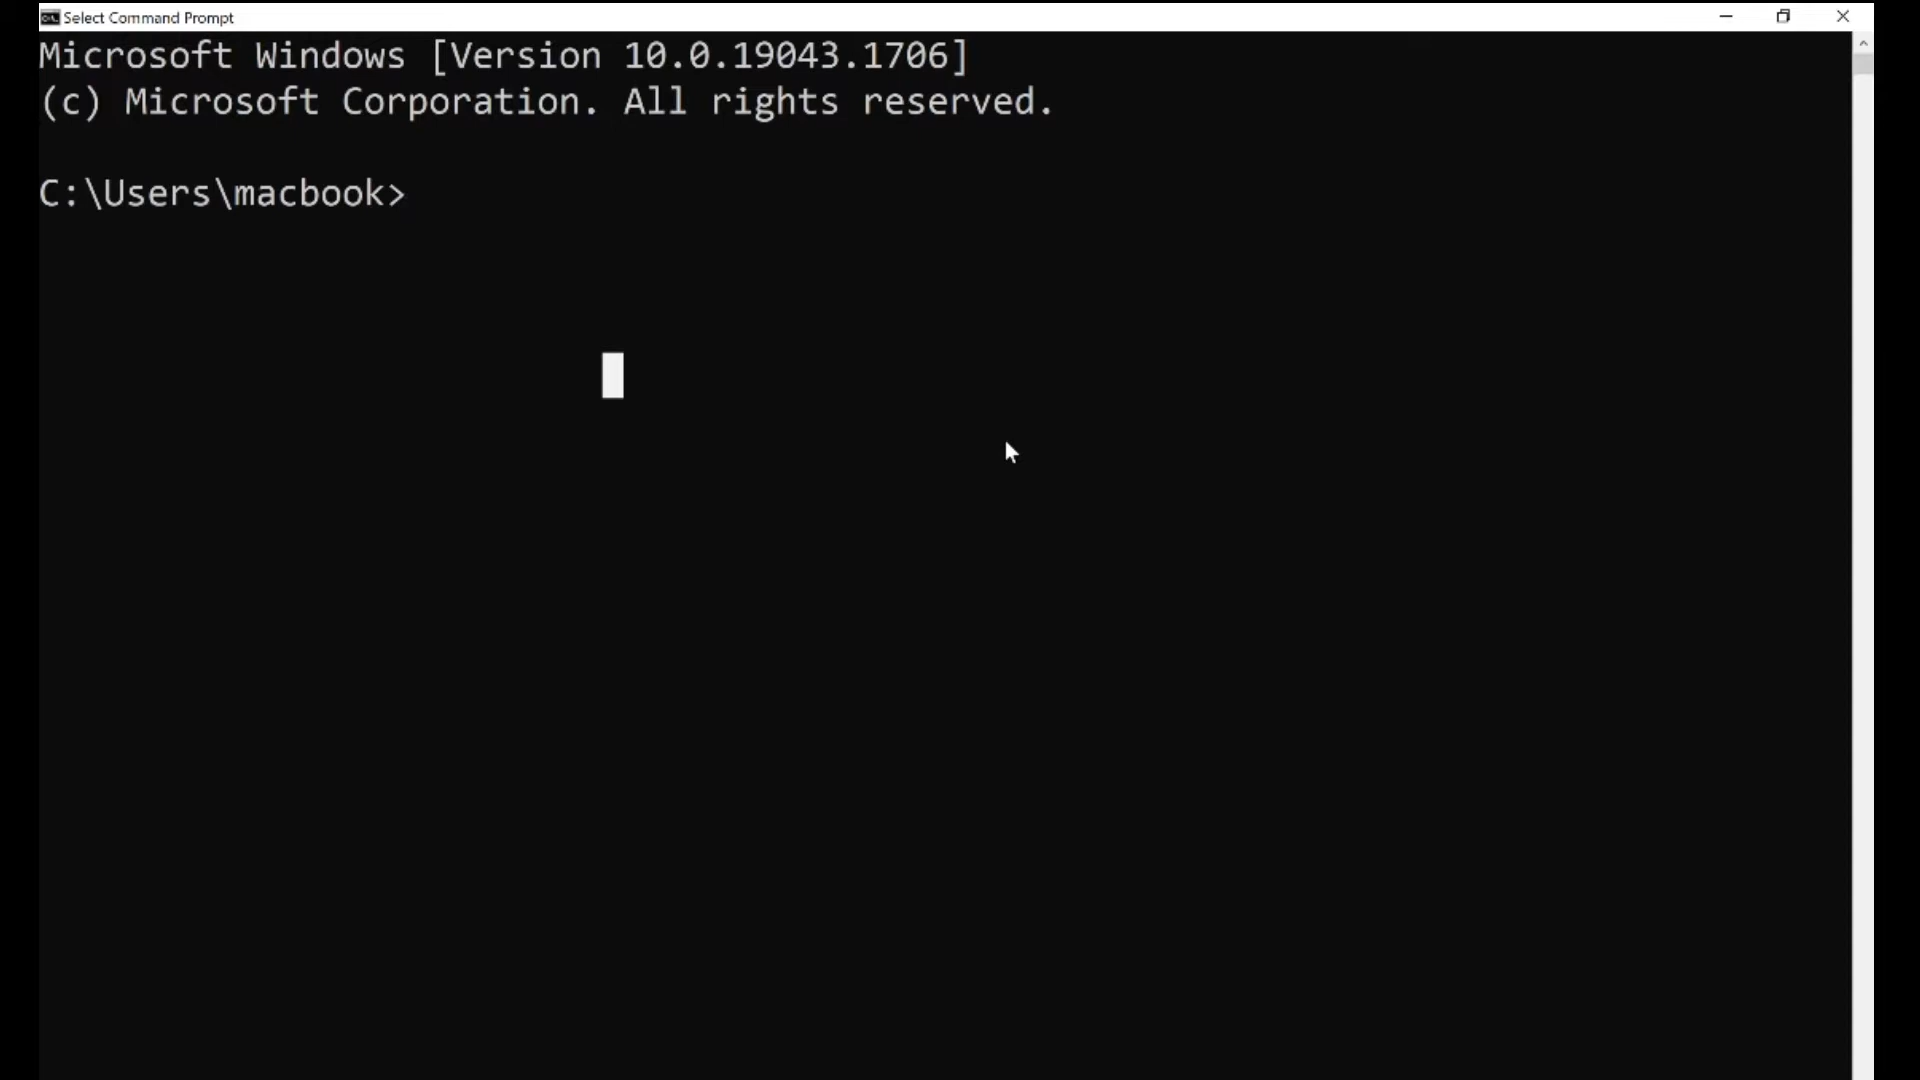 Select Command Prompt
Microsoft Windows [Version 10.0.19043.1706]
(c) Microsoft Corporation. All rights reserved.
C:\Users\macbook>